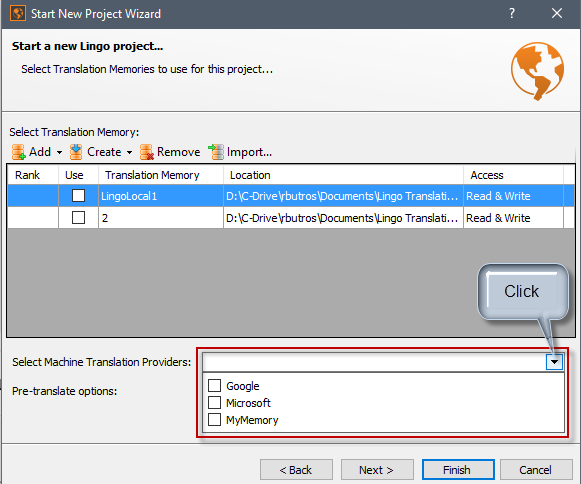 Start New Project Wizard
Start a new Lingo project...
Select Translation Memories to use for this project...
Select Translation Memory:
Add Create Remove Import...
Rank Use Translation Memory Location Access
LingoLocal1 D:\C-Drive\rbutros\Documents\Lingo Translati... Read & Write
2 D:\C-Drive\rbutros\Documents\Lingo Translati... Read & Write
Click
Select Machine Translation Providers:
Pre-translate options:
Google
Microsoft
MyMemory
< Back Next > Finish Cancel